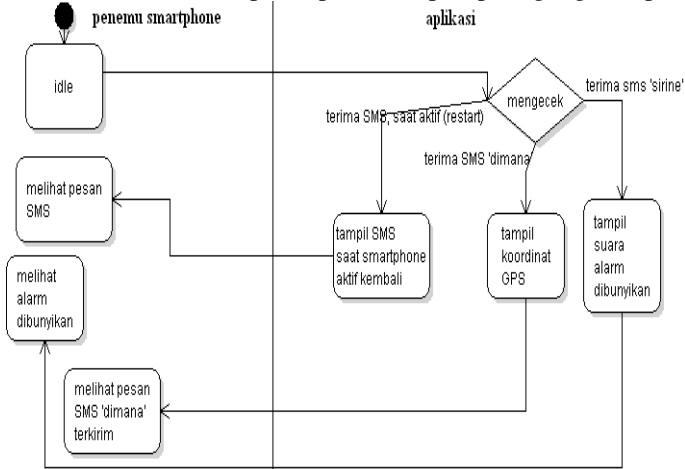 penemu smartphone
aplikasi
idle
mengecek
terima sms 'sirine'
terima SMS, saat aktif (restart)
terima SMS 'dimana
melihat pesan
SMS
tampil SMS
saat smartphone
aktif kembali
tampil
koordinat
GPS
tampil
suara
alarm
dibunyikan
melihat
alarm
dibunyikan
melihat pesan
SMS 'dimana'
terkirim